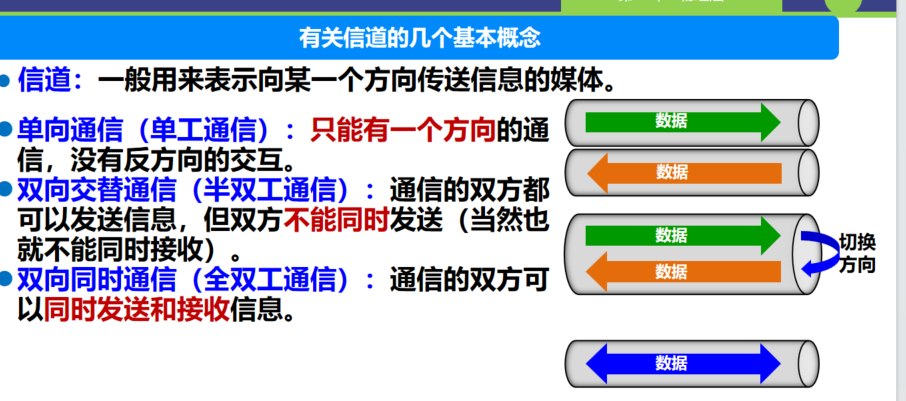 有关信道的几个基本概念
信道：一般用来表示向某一个方向传送信息的媒体。
单向通信（单工通信）：只能有一个方向的通
信，没有反方向的交互。
双向交替通信（半双工通信）：通信的双方都
可以发送信息，但双方不能同时发送（当然也
就不能同时接收）。
双向同时通信（全双工通信）：通信的双方可
以同时发送和接收信息。
数据
数据
数据
数据
切换
方向
数据